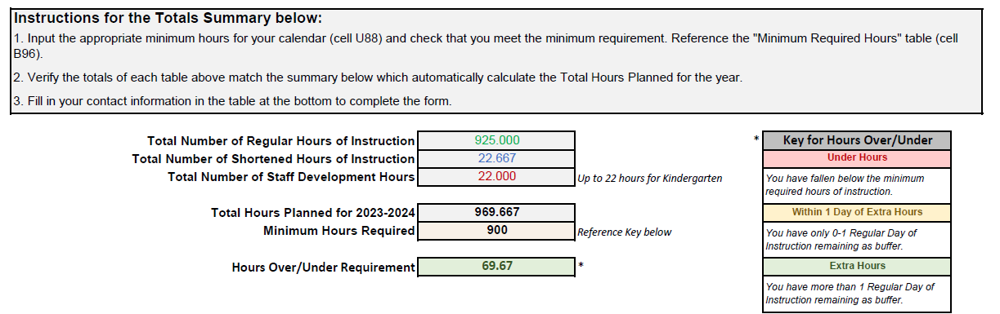 Instructions for the Totals Summary below:
1. Input the appropriate minimum hours for your calendar (cell U88) and check that you meet the minimum requirement. Reference the "Minimum Required Hours" table (cell
B96).
2. Verify the totals of each table above match the summary below which automatically calculate the Total Hours Planned for the year.
3. Fill in your contact information in the table at the bottom to complete the form.
Total Number of Regular Hours of Instruction 925.000
Total Number of Shortened Hours of Instruction 22.667
Total Number of Staff Development Hours 22.000 Up to 22 hours for Kindergarten
Total Hours Planned for 2023-2024 969.667
Minimum Hours Required 900 Reference Key below
Hours Over/Under Requirement 69.67 *
* Key for Hours Over/Under
Under Hours
You have fallen below the minimum
required hours of instruction.
Within 1 Day of Extra Hours
You have only 0-1 Regular Day of
Instruction remaining as buffer.
Extra Hours
You have more than 1 Regular Day of
Instruction remaining as buffer.